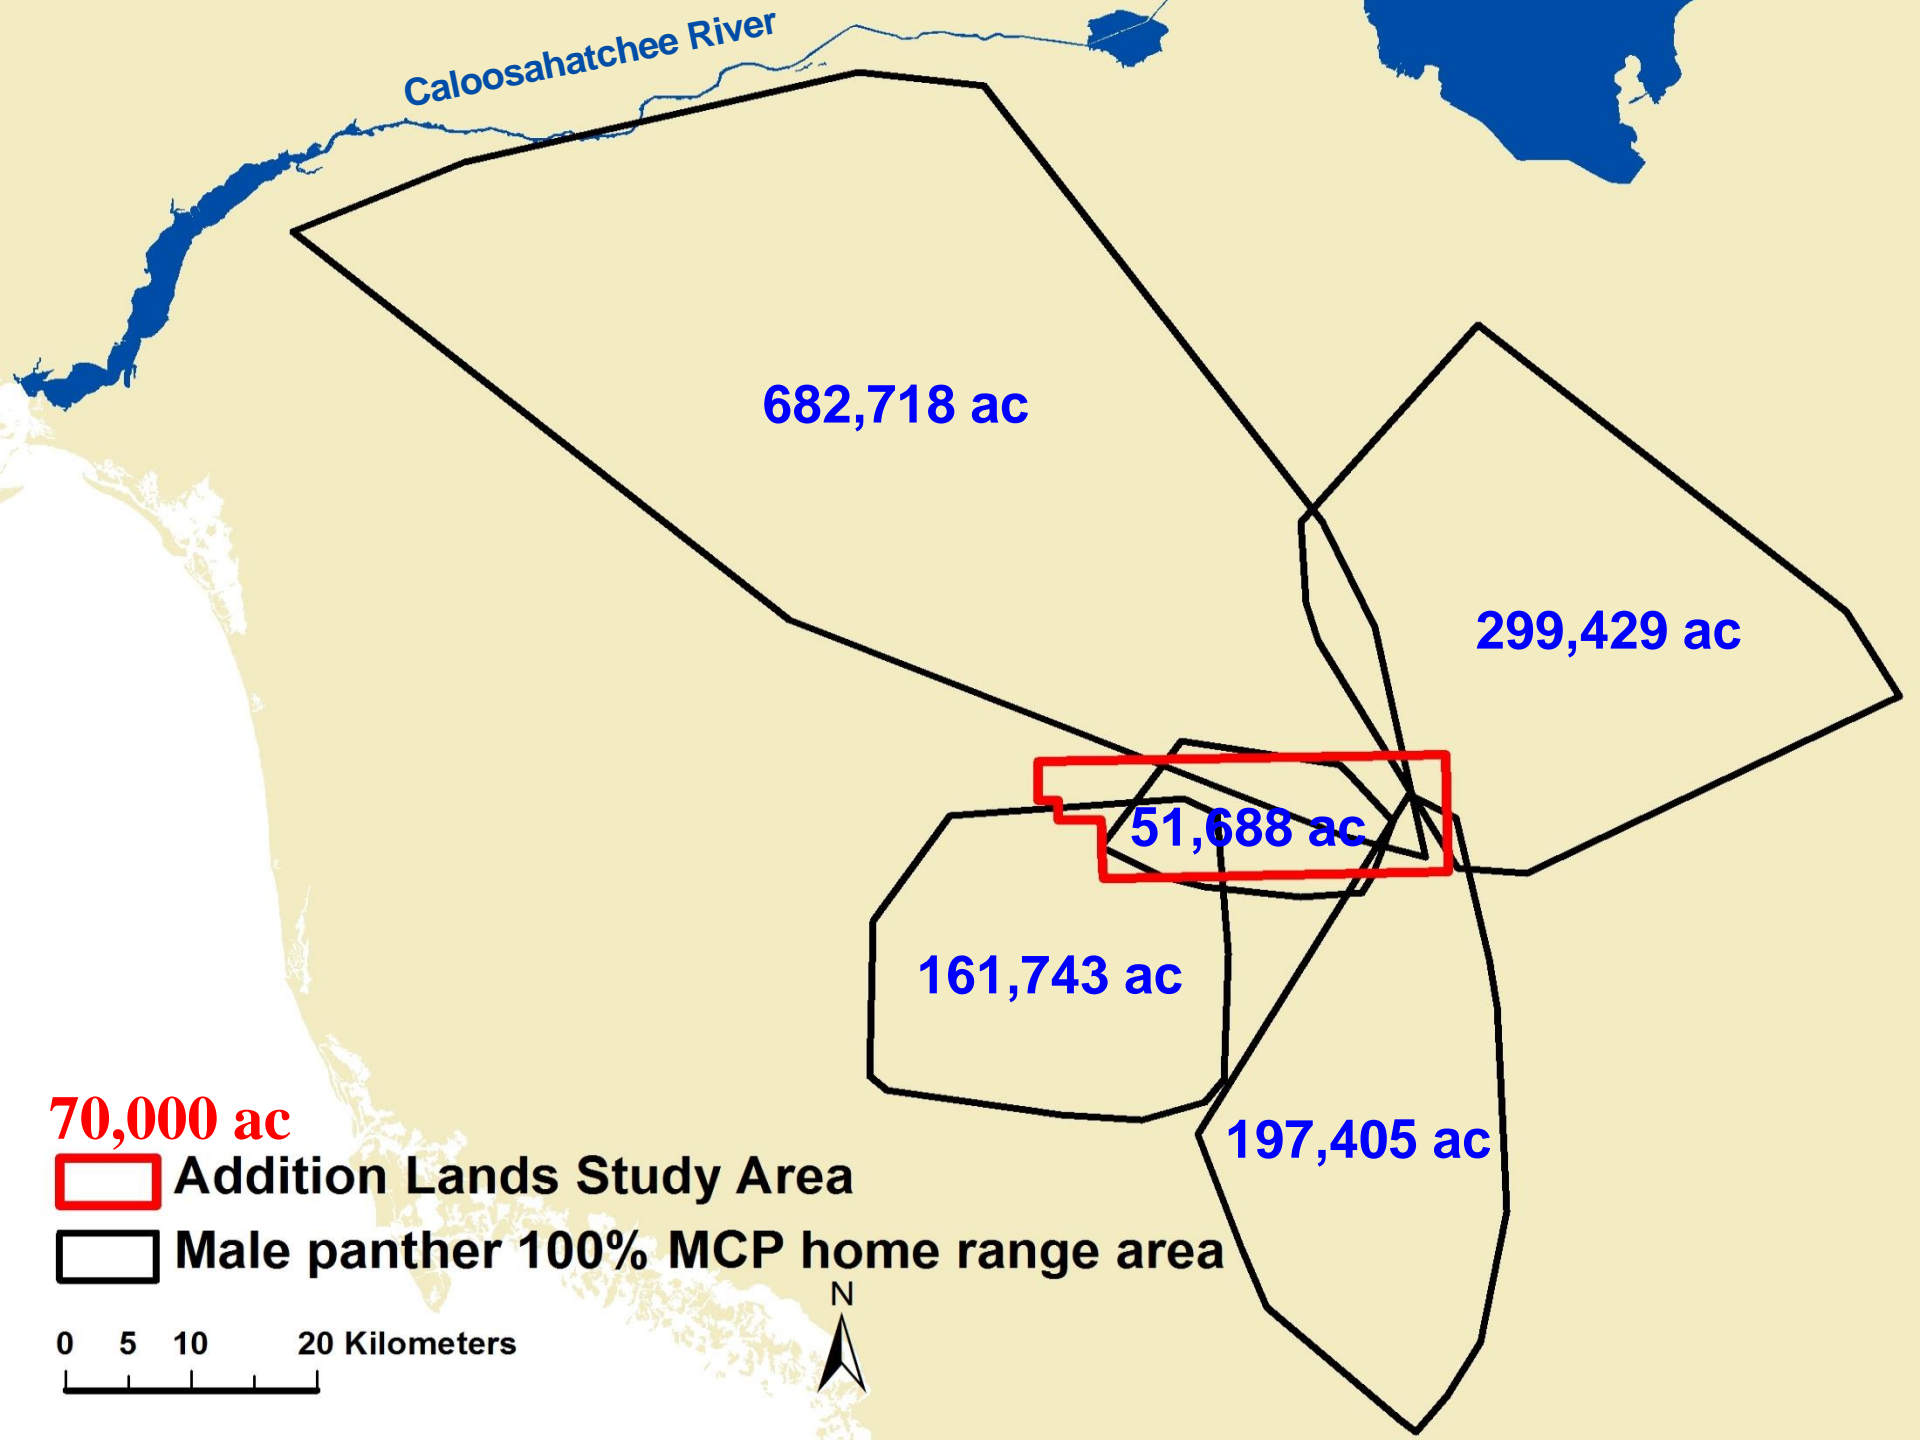 Caloosahatchee River
682,718 ac
299,429 ac
51,688 ac
161,743 ac
197,405 ac
70,000 ac
Addition Lands Study Area
Male panther 100% MCP home range area
N
0 5 10 20 Kilometers